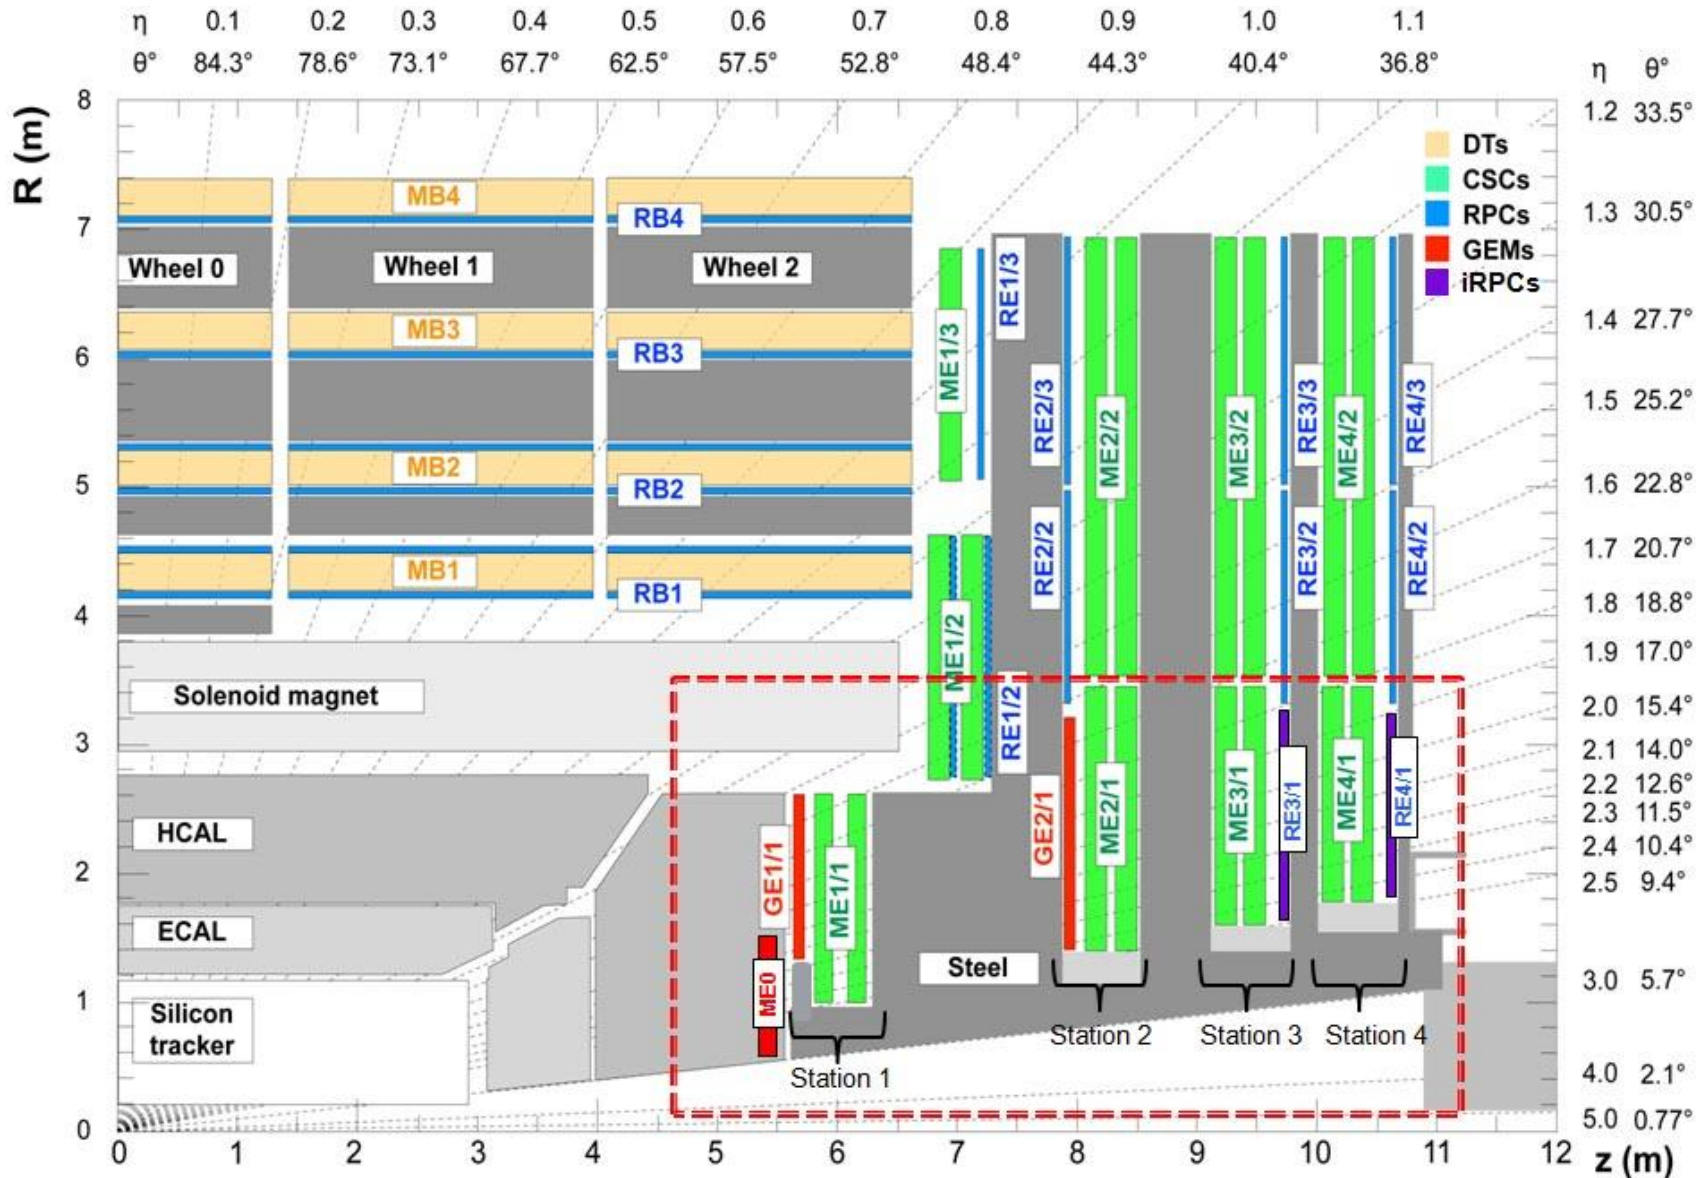 η 0.1 0.2 0.3 0.4 0.5 0.6 0.7 0.8 0.9 1.0 1.1
θ° 84.3° 78.6° 73.1° 67.7° 62.5° 57.5° 52.8° 48.4° 44.3° 40.4° 36.8°
η θ°
1.2 33.5°
1.3 30.5°
1.4 27.7°
1.5 25.2°
1.6 22.8°
1.7 20.7°
1.8 18.8°
1.9 17.0°
2.0 15.4°
2.1 14.0°
2.2 12.6°
2.3 11.5°
2.4 10.4°
2.5 9.4°
3.0 5.7°
4.0 2.1°
5.0 0.77°
R (m)
8
7
6
5
4
3
2
1
0
DTs
CSCs
RPCs
GEMs
iRPCs
MB4
RB4
Wheel 0
Wheel 1
Wheel 2
MB3
RB3
MB2
RB2
MB1
RB1
Solenoid magnet
HCAL
ECAL
Silicon
tracker
Steel
ME1/3
RE1/3
RE2/3
ME2/2
ME3/2
RE3/3
ME4/2
RE4/3
RE2/2
RE3/2
RE4/2
ME1/2
RE1/2
GE1/1
ME1/1
ME0
GE2/1
ME2/1
ME3/1
RE3/1
ME4/1
RE4/1
Station 1
Station 2
Station 3
Station 4
0 1 2 3 4 5 6 7 8 9 10 11 12
z (m)